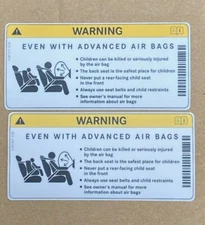 WARNING
EVEN WITH ADVANCED AIR BAGS
• Children can be killed or seriously injured
by the air bag
• The back seat is the safest place for children
• Never put a rear-facing child seat
in the front
• Always use seat belts and child restraints
• See owner's manual for more
information about air bags
WARNING
EVEN WITH ADVANCED AIR BAGS
• Children can be killed or seriously injured
by the air bag
• The back seat is the safest place for children
• Never put a rear-facing child seat
in the front
• Always use seat belts and child restraints
• See owner's manual for more
information about air bags